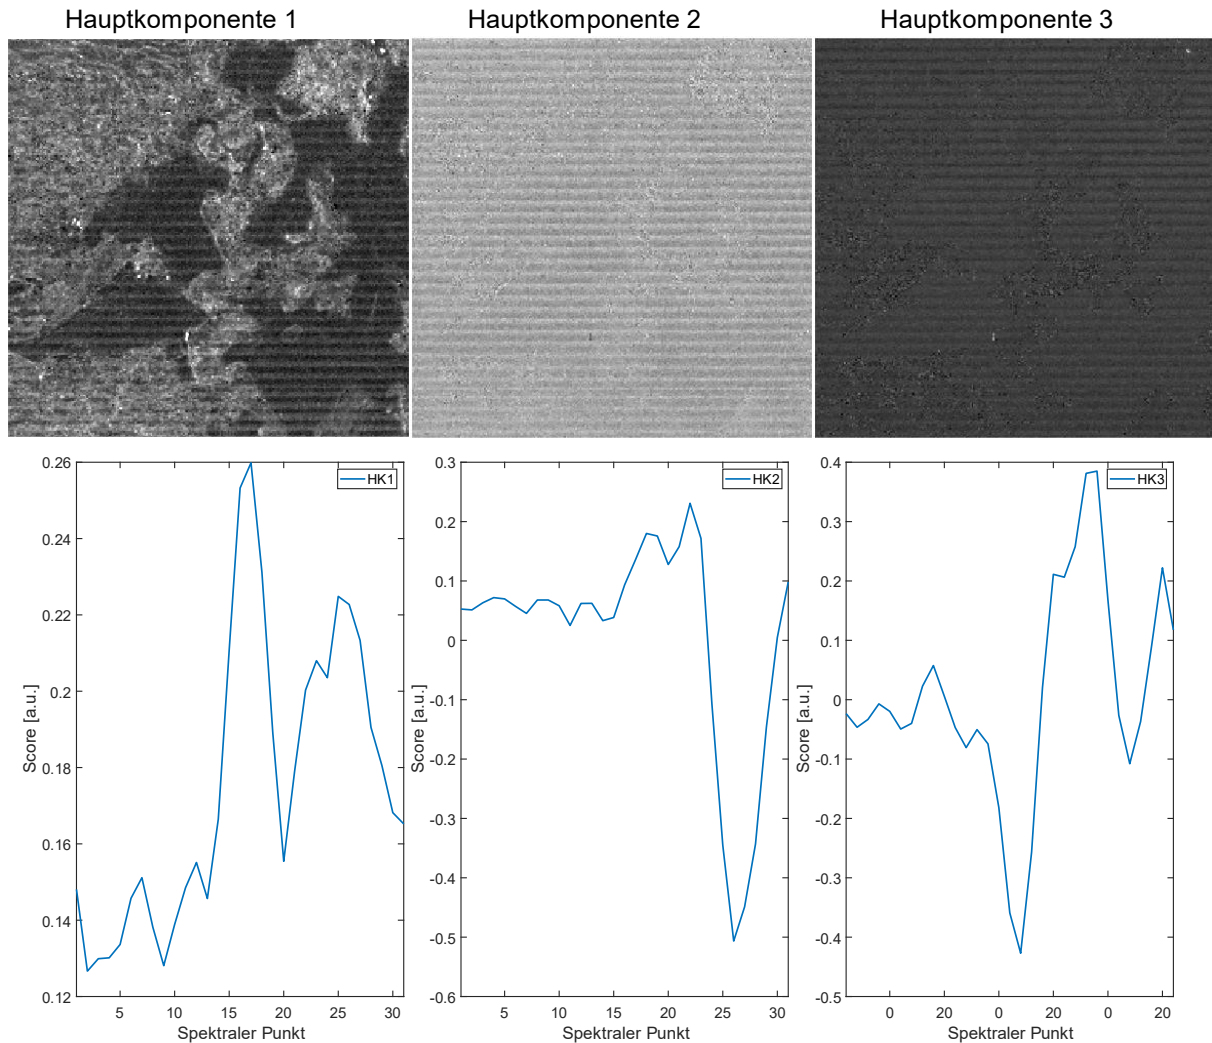 Hauptkomponente 1
Hauptkomponente 2
Hauptkomponente 3
0.26
0.24
0.22
0.2
0.18
0.16
0.14
0.12
Score [a.u.]
HK1
5 10 15 20 25 30
Spektraler Punkt
0.3
0.2
0.1
0
-0.1
-0.2
-0.3
-0.4
-0.5
-0.6
Score [a.u.]
HK2
5 10 15 20 25 30
Spektraler Punkt
0.4
0.3
0.2
0.1
0
-0.1
-0.2
-0.3
-0.4
-0.5
Score [a.u.]
HK3
0 20 0 20 0 20
Spektraler Punkt